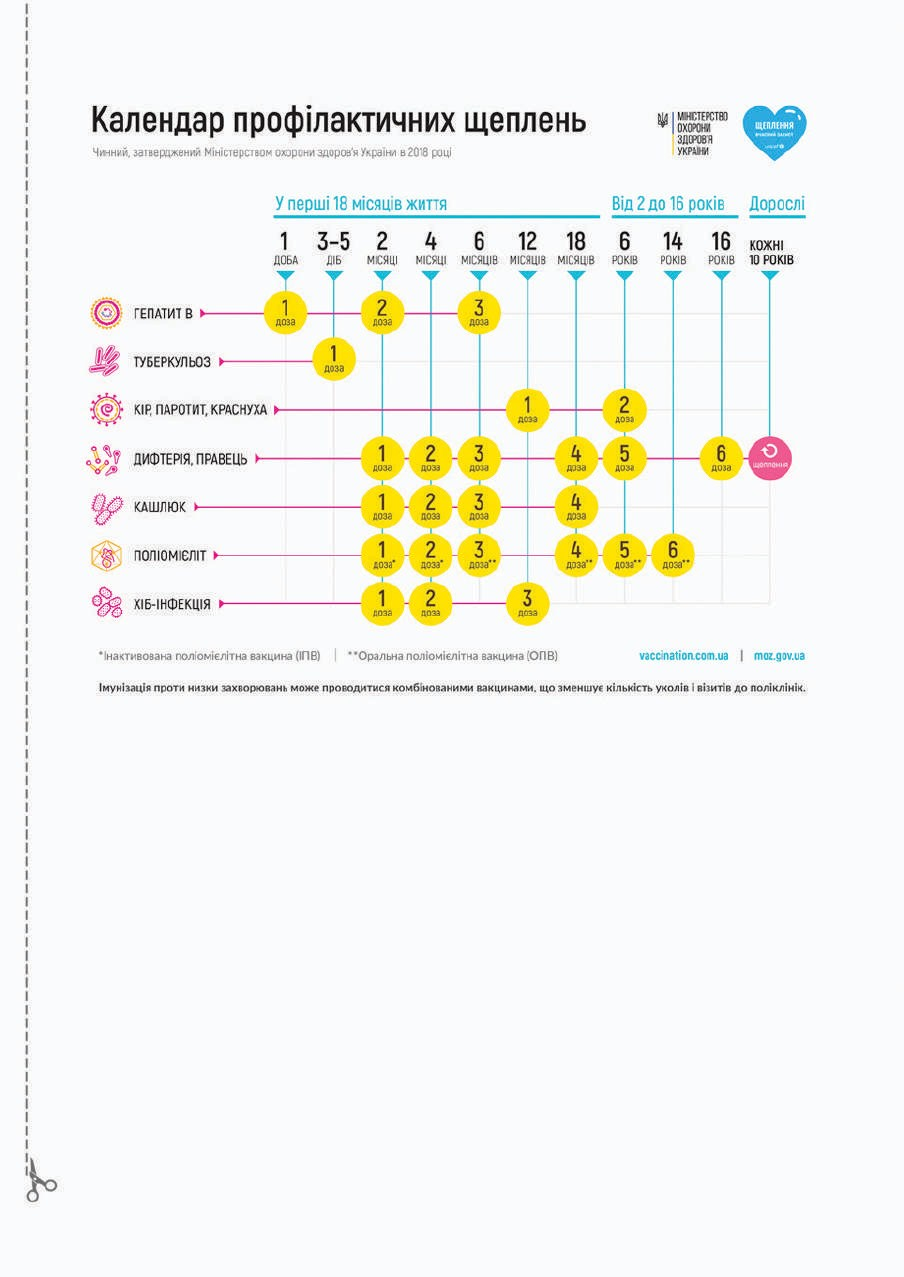 Календар профілактичних щеплень
Чинний, затверджений Міністерством охорони здоров'я України в 2018 році
МІНІСТЕРСТВО
ОХОРОНИ
ЗДОРОВ'Я
УКРАЇНИ
ЩЕПЛЕННЯ
ВЧАСНИЙ ЗАХИСТ
unicef
У перші 18 місяців життя
Від 2 до 16 років
Дорослі
1 3–5 2 4 6 12 18 6 14 16 КОЖНІ
ДОБА ДІБ МІСЯЦІ МІСЯЦІ МІСЯЦІВ МІСЯЦІВ МІСЯЦІВ РОКІВ РОКІВ РОКІВ 10 РОКІВ
ГЕПАТИТ В 1 доза 2 доза 3 доза
ТУБЕРКУЛЬОЗ 1 доза
КІР, ПАРОТИТ, КРАСНУХА 1 доза 2 доза
ДИФТЕРІЯ, ПРАВЕЦЬ 1 доза 2 доза 3 доза 4 доза 5 доза 6 доза щеплення
КАШЛЮК 1 доза 2 доза 3 доза 4 доза
ПОЛІОМІЄЛІТ 1 доза* 2 доза* 3 доза** 4 доза** 5 доза** 6 доза**
ХІБ-ІНФЕКЦІЯ 1 доза 2 доза 3 доза
*Інактивована поліомієлітна вакцина (ІПВ) | **Оральна поліомієлітна вакцина (ОПВ)
vaccination.com.ua | moz.gov.ua
Імунізація проти низки захворювань може проводитися комбінованими вакцинами, що зменшує кількість уколів і візитів до поліклінік.